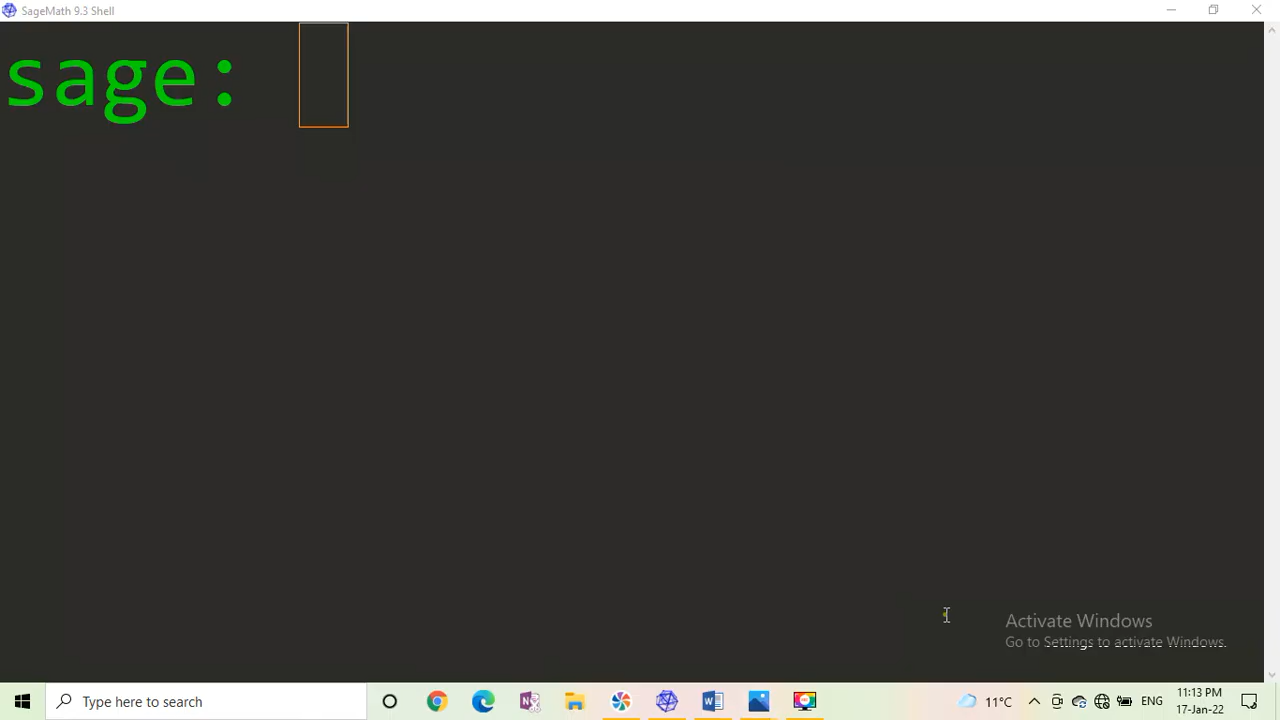 SageMath 9.3 Shell
sage:
Activate Windows
Go to Settings to activate Windows.
Type here to search
11°C
ENG
11:13 PM
17-Jan-22